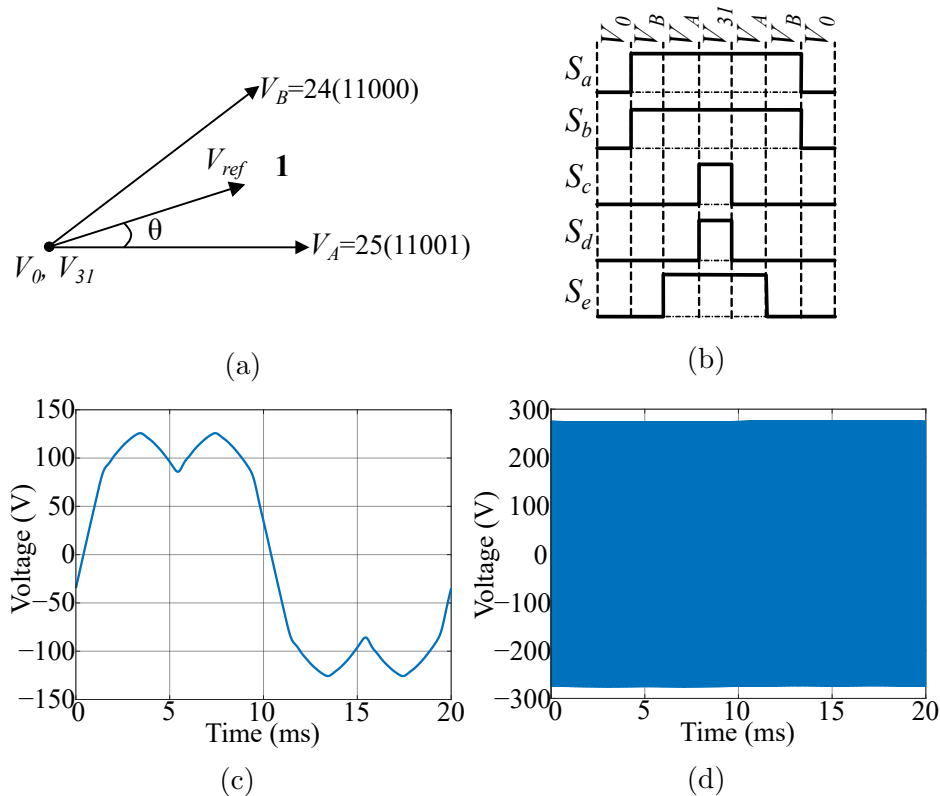 V_B=24(11000)
V_ref 1
θ
V_A=25(11001)
V_0, V_31
(a)
V_0 V_B V_A V_31 V_A V_B V_0
S_a
S_b
S_c
S_d
S_e
(b)
150
100
50
0
−50
−100
−150
Voltage (V)
0 5 10 15 20
Time (ms)
(c)
300
200
100
0
−100
−200
−300
Voltage (V)
0 5 10 15 20
Time (ms)
(d)